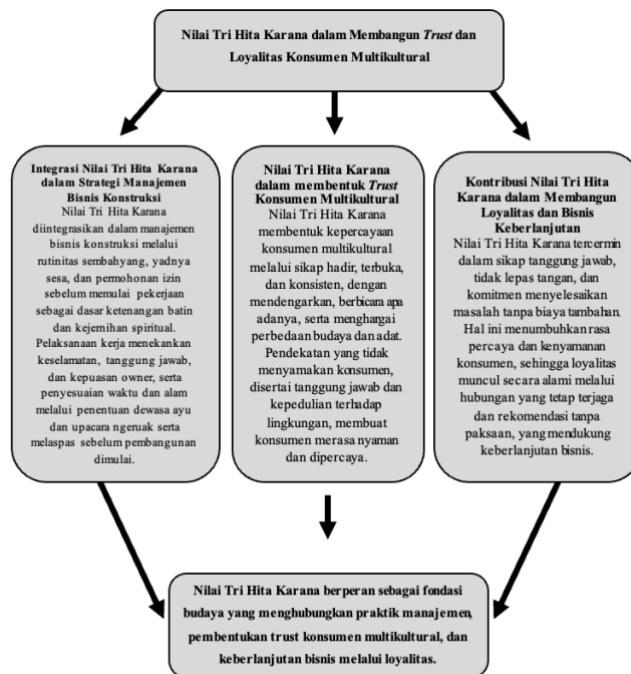 Nilai Tri Hita Karana dalam Membangun Trust dan
Loyalitas Konsumen Multikultural
Integrasi Nilai Tri Hita Karana
dalam Strategi Manajemen
Bisnis Konstruksi
Nilai Tri Hita Karana
diintegrasikan dalam manajemen
bisnis konstruksi melalui
rutinitas sembahyang, yadnya
sesa, dan permohonan izin
sebelum memulai pekerjaan
sebagai dasar ketenangan batin
dan kejernihan spiritual.
Pelaksanaan kerja menekankan
keselamatan, tanggung jawab,
dan kepuasan owner, serta
penyesuaian waktu dan alam
melalui penentuan dewasa ayu
dan upacara ngeruak serta
melaspas sebelum pembangunan
dimulai.
Nilai Tri Hita Karana
dalam membentuk Trust
Konsumen Multikultural
Nilai Tri Hita Karana
membentuk kepercayaan
konsumen multikultural
melalui sikap hadir, terbuka,
dan konsisten, dengan
mendengarkan, berbicara apa
adanya, serta menghargai
perbedaan budaya dan adat.
Pendekatan yang tidak
menyamakan konsumen,
disertai tanggung jawab dan
kepedulian terhadap
lingkungan, membuat
konsumen merasa nyaman
dan dipercaya.
Kontribusi Nilai Tri Hita
Karana dalam Membangun
Loyalitas dan Bisnis
Keberlanjutan
Nilai Tri Hita Karana tercermin
dalam sikap tanggung jawab,
tidak lepas tangan, dan
komitmen menyelesaikan
masalah tanpa biaya tambahan.
Hal ini menumbuhkan rasa
percaya dan kenyamanan
konsumen, sehingga loyalitas
muncul secara alami melalui
hubungan yang tetap terjaga
dan rekomendasi tanpa
paksaan, yang mendukung
keberlanjutan bisnis.
Nilai Tri Hita Karana berperan sebagai fondasi
budaya yang menghubungkan praktik manajemen,
pembentukan trust konsumen multikultural, dan
keberlanjutan bisnis melalui loyalitas.